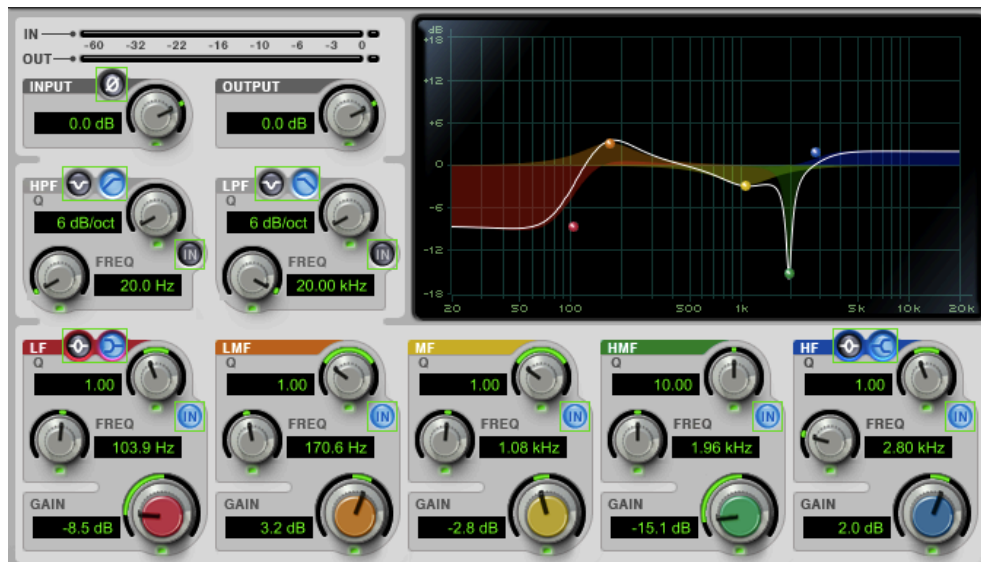 IN
-60 -32 -22 -16 -10 -6 -3 0
OUT
INPUT Ø
0.0 dB
OUTPUT
0.0 dB
HPF
Q
6 dB/oct
IN
FREQ
20.0 Hz
LPF
Q
6 dB/oct
IN
FREQ
20.00 kHz
dB
+18
+12
+6
0
-6
-12
-18
20 50 100 500 1k 5k 10k 20k
LF
Q
1.00
IN
FREQ
103.9 Hz
GAIN
-8.5 dB
LMF
Q
1.00
IN
FREQ
170.6 Hz
GAIN
3.2 dB
MF
Q
1.00
IN
FREQ
1.08 kHz
GAIN
-2.8 dB
HMF
Q
10.00
IN
FREQ
1.96 kHz
GAIN
-15.1 dB
HF
Q
1.00
IN
FREQ
2.80 kHz
GAIN
2.0 dB